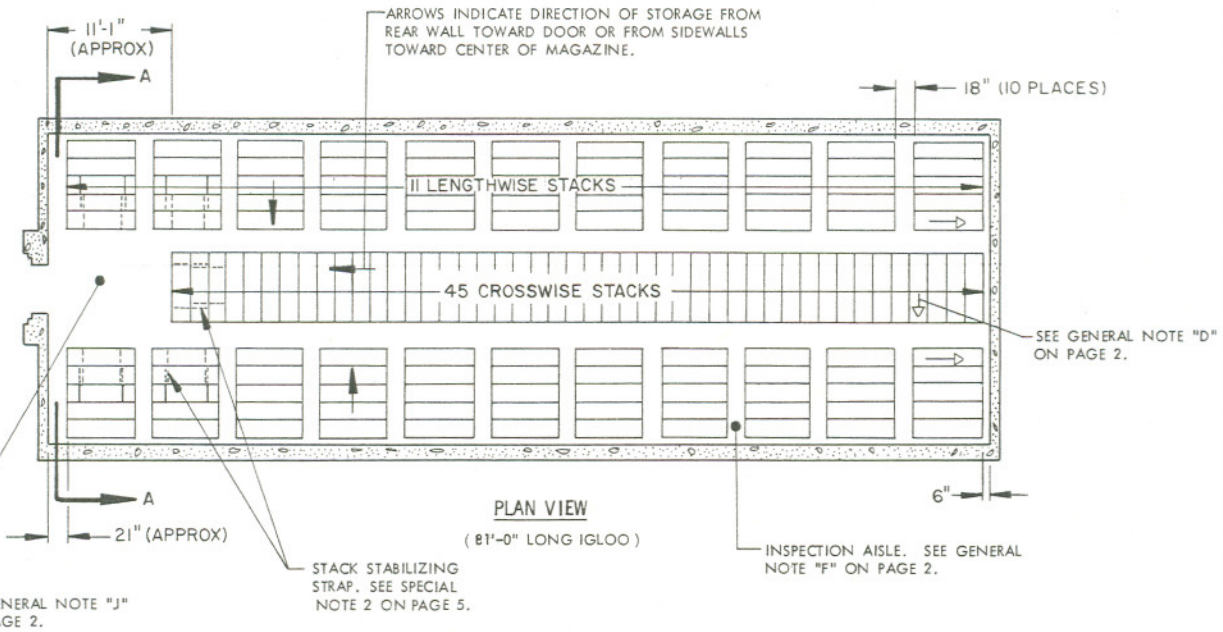 ARROWS INDICATE DIRECTION OF STORAGE FROM
REAR WALL TOWARD DOOR OR FROM SIDEWALLS
TOWARD CENTER OF MAGAZINE.
11'-1"
(APPROX)
A
18" (10 PLACES)
11 LENGTHWISE STACKS
45 CROSSWISE STACKS
SEE GENERAL NOTE "D"
ON PAGE 2.
A
21" (APPROX)
PLAN VIEW
(81'-0" LONG IGLOO)
6"
STACK STABILIZING
STRAP. SEE SPECIAL
NOTE 2 ON PAGE 5.
INSPECTION AISLE. SEE GENERAL
NOTE "F" ON PAGE 2.
NERAL NOTE "J"
GE 2.